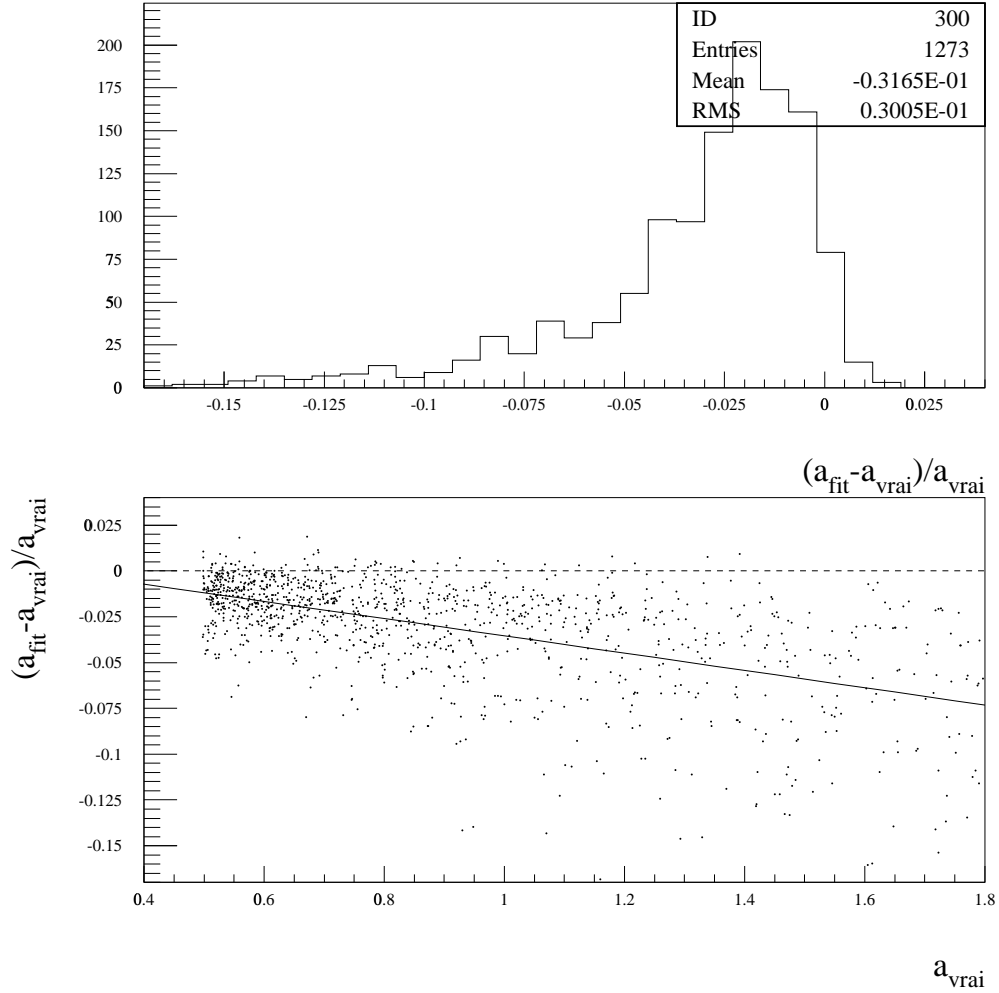 ID 300
Entries 1273
Mean -0.3165E-01
RMS 0.3005E-01
200
175
150
125
100
75
50
25
0
-0.15 -0.125 -0.1 -0.075 -0.05 -0.025 0 0.025
(a_fit-a_vrai)/a_vrai
(a_fit-a_vrai)/a_vrai
0.025
0
-0.025
-0.05
-0.075
-0.1
-0.125
-0.15
0.4 0.6 0.8 1 1.2 1.4 1.6 1.8
a_vrai